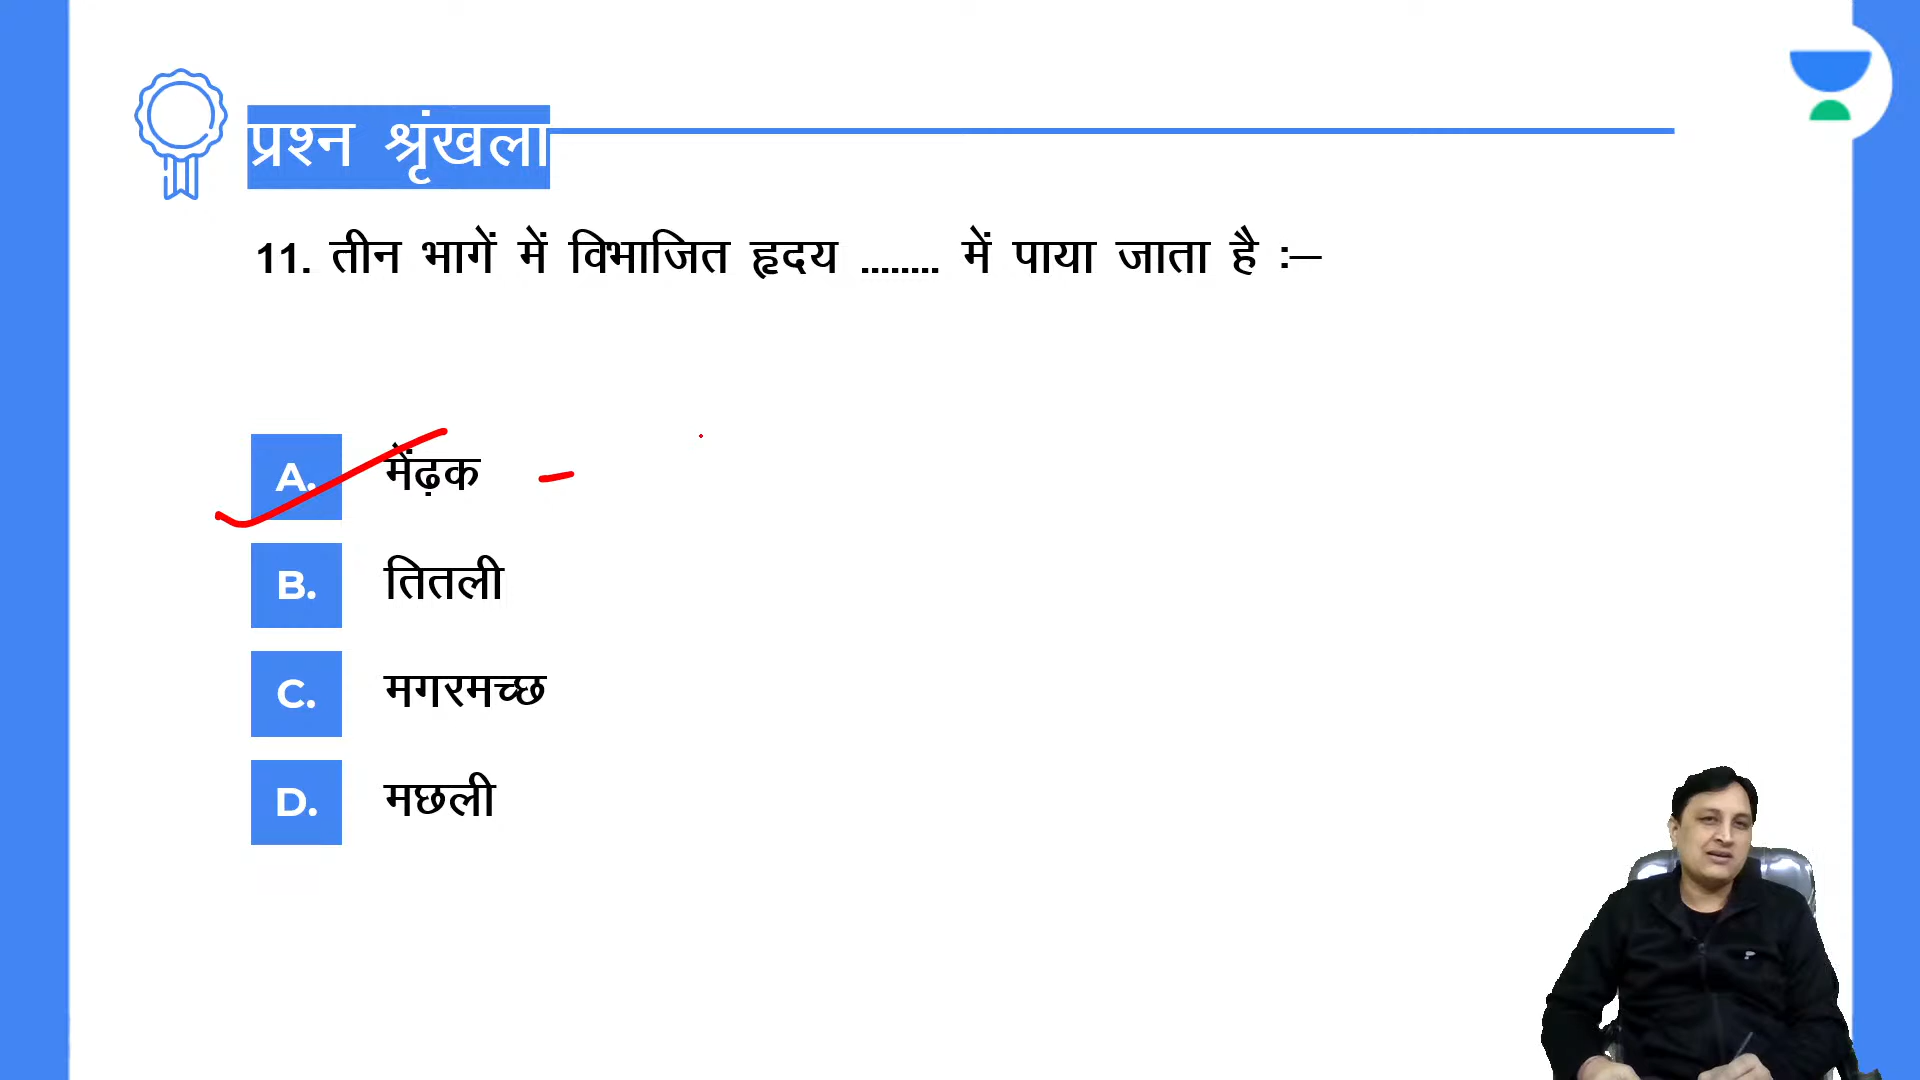 प्रश्न श्रृंखला
11. तीन भागें में विभाजित हृदय ........ में पाया जाता है :–
A. मेंढ़क
B. तितली
C. मगरमच्छ
D. मछली